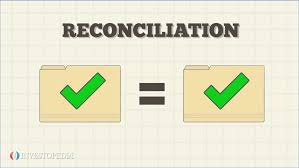 RECONCILIATION
=
INVESTOPEDIA